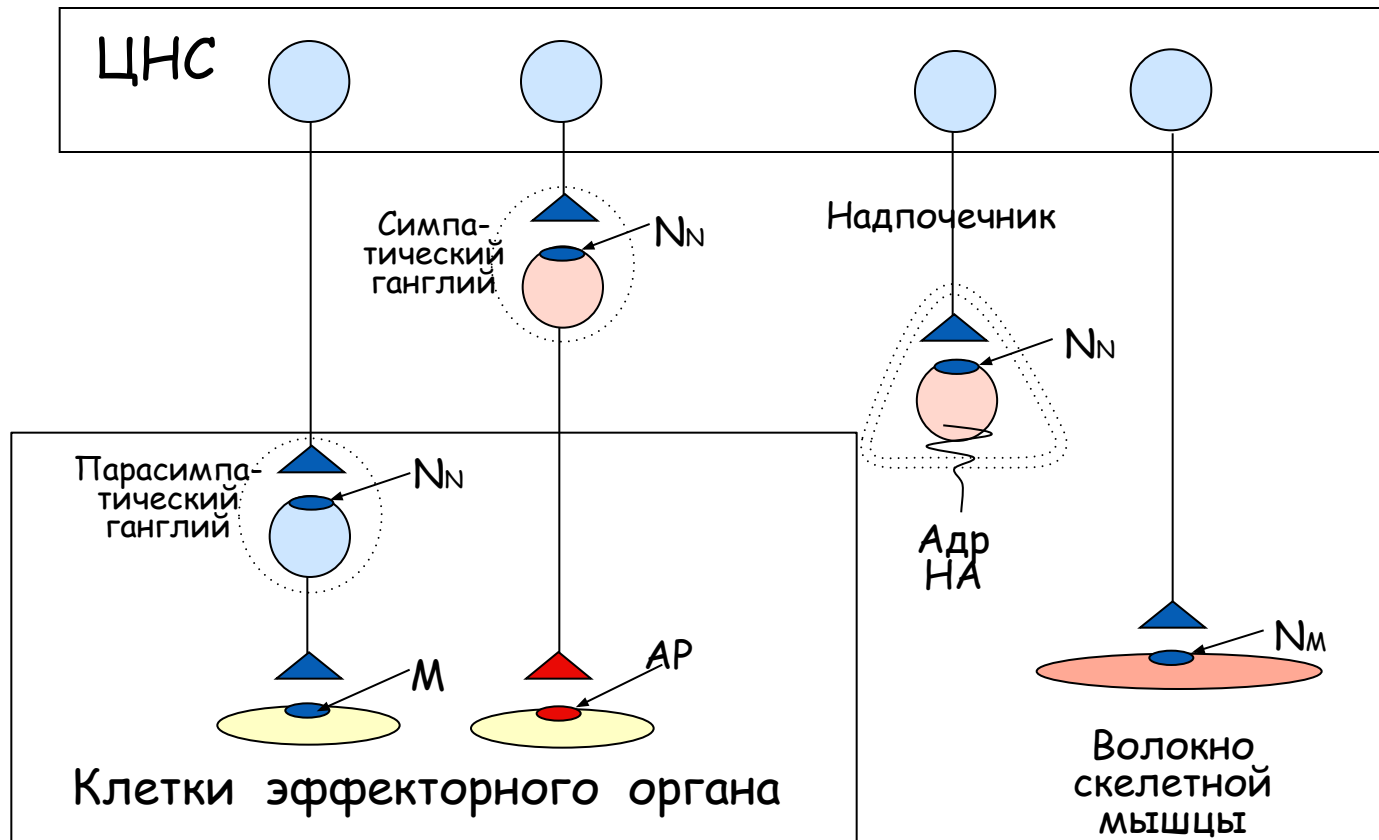 ЦНС
Симпа-
тический
ганглий
NN
Надпочечник
NN
Парасимпа-
тический
ганглий
NN
Адр
НА
М
АР
NM
Клетки эффекторного органа
Волокно
скелетной
мышцы